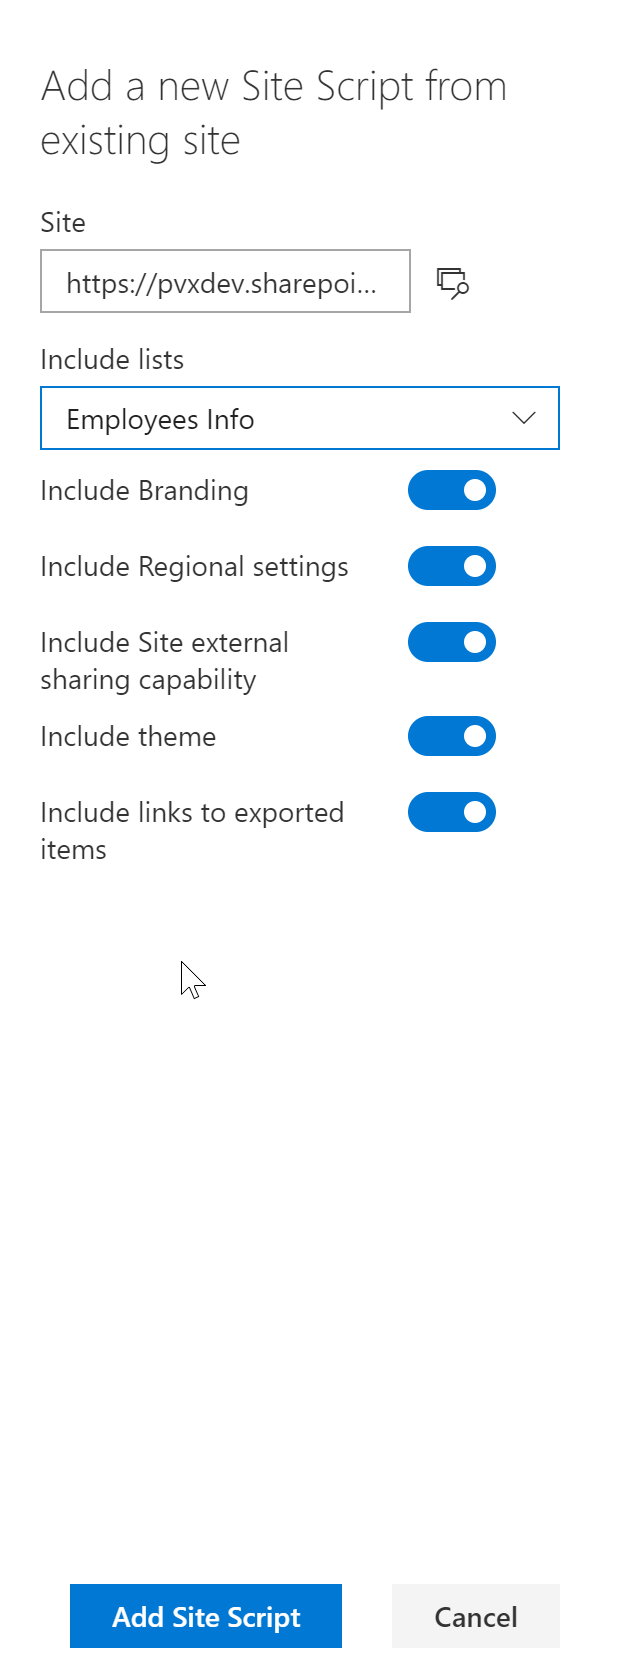 Add a new Site Script from
existing site
Site
https://pvxdev.sharepoi...
Include lists
Employees Info
Include Branding
Include Regional settings
Include Site external
sharing capability
Include theme
Include links to exported
items
Add Site Script
Cancel